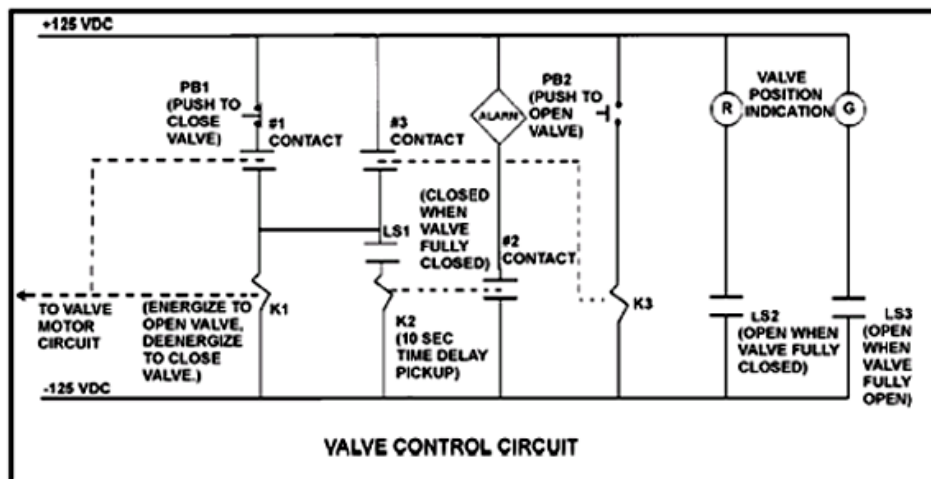 +125 VDC
PB1
(PUSH TO
CLOSE
VALVE)
#1
CONTACT
#3
CONTACT
ALARM
PB2
(PUSH TO
OPEN
VALVE)
R
VALVE
POSITION
INDICATION
G
LS1
(CLOSED
WHEN
VALVE
FULLY
CLOSED)
#2
CONTACT
TO VALVE
MOTOR
CIRCUIT
(ENERGIZE TO
OPEN VALVE,
DEENERGIZE
TO CLOSE
VALVE.)
K1
K2
(10 SEC
TIME DELAY
PICKUP)
K3
LS2
(OPEN WHEN
VALVE FULLY
CLOSED)
LS3
(OPEN
WHEN
VALVE
FULLY
OPEN)
-125 VDC
VALVE CONTROL CIRCUIT